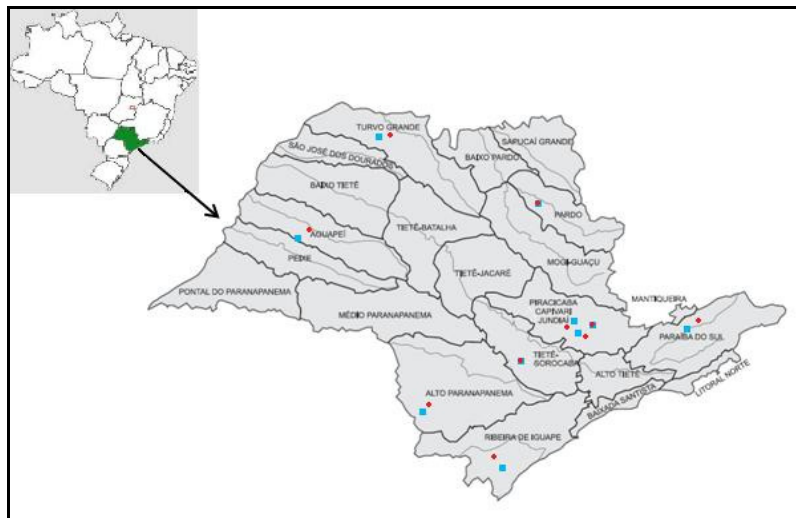 TURVO GRANDE
SAPUCAÍ GRANDE
SÃO JOSÉ DOS DOURADOS
BAIXO PARDO
BAIXO TIETÊ
PARDO
TIETÊ-BATALHA
AGUAPEÍ
PEIXE
MOGI-GUAÇU
TIETÊ-JACARÉ
PONTAL DO PARANAPANEMA
MANTIQUEIRA
PIRACICABA
CAPIVARI
JUNDIAÍ
MÉDIO PARANAPANEMA
PARAÍBA DO SUL
TIETÊ-
SOROCABA
ALTO TIETÊ
LITORAL NORTE
ALTO PARANAPANEMA
BAIXADA SANTISTA
RIBEIRA DE IGUAPE